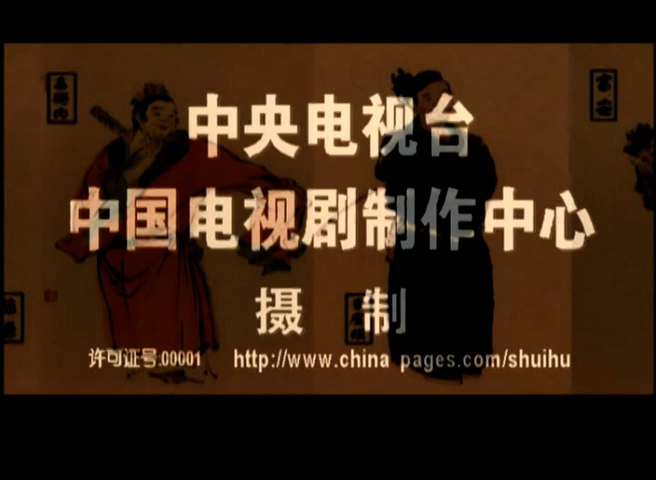 中央电视台
中国电视剧制作中心
摄 制
许可证号:00001 http://www.china pages.com/shuihu